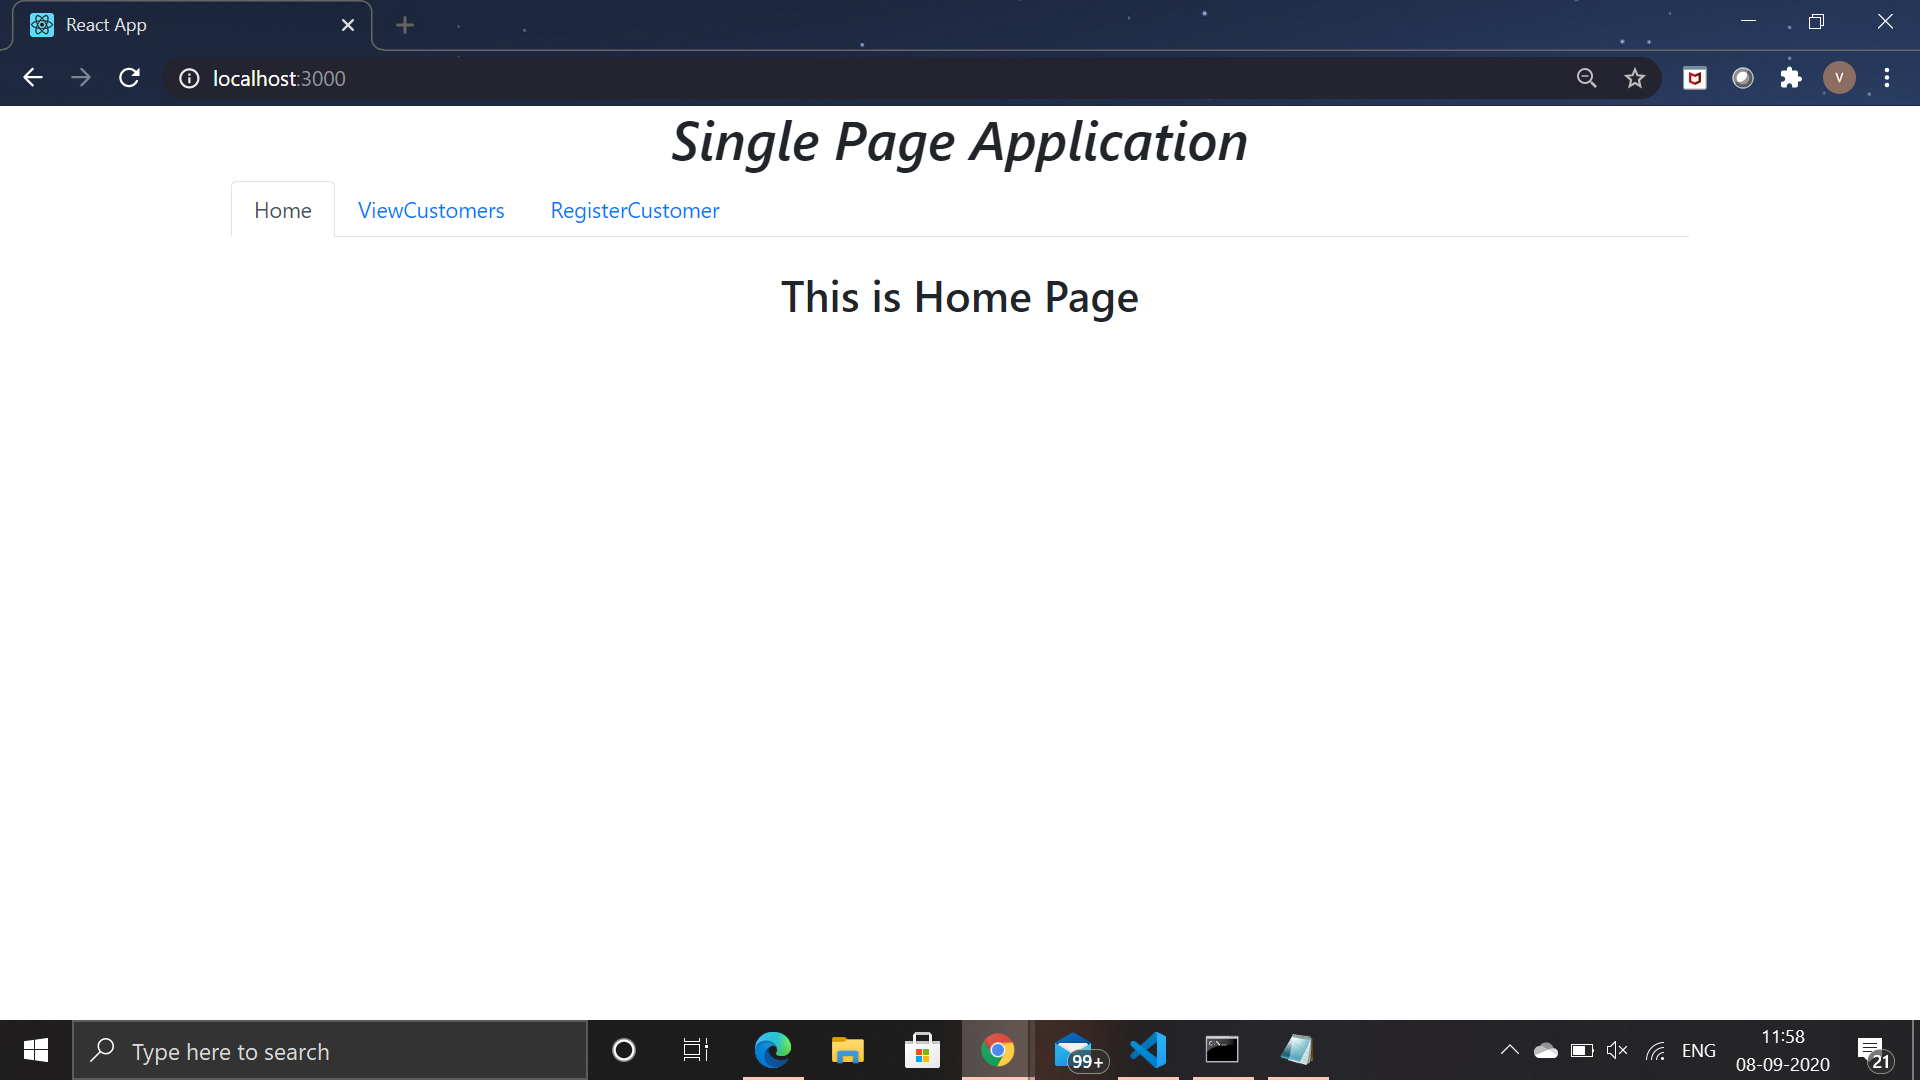 React App
localhost:3000
V
Single Page Application
Home ViewCustomers RegisterCustomer
This is Home Page
Type here to search
99+
ENG
11:58
08-09-2020
21